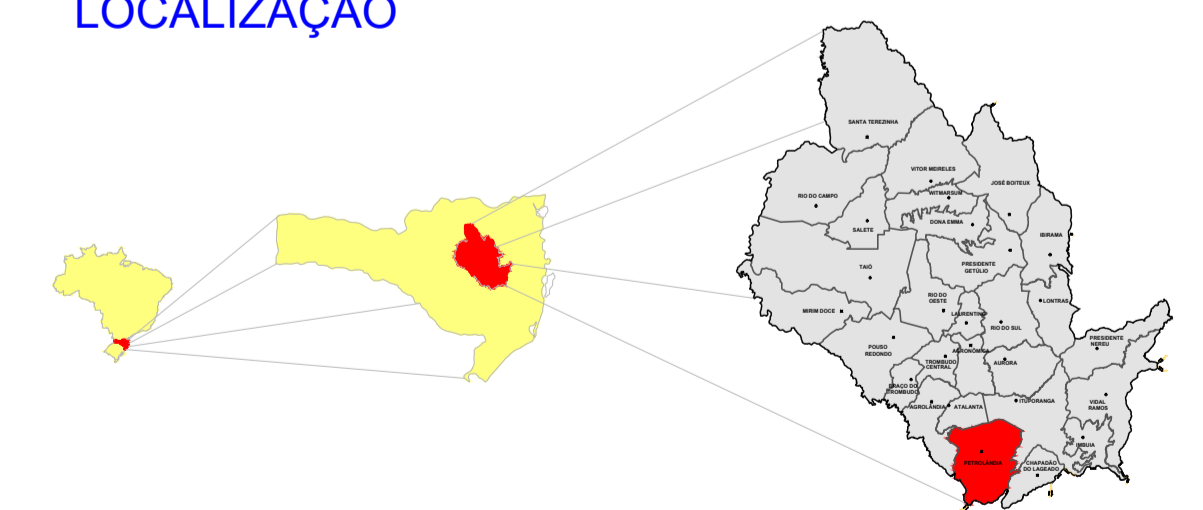 LOCALIZAÇÃO
SANTA TEREZINHA
VITOR MEIRELES
JOSÉ BOITEUX
RIO DO CAMPO
WITMARSUM
DONA EMMA
SALETE
IBIRAMA
TAIÓ
PRESIDENTE
GETÚLIO
RIO DO
OESTE
LONTRAS
MIRIM DOCE
LAURENTINO
RIO DO SUL
PRESIDENTE
NEREU
POUSO
REDONDO
AGRONÔMICA
TROMBUDO
CENTRAL
AURORA
BRAÇO DO
TROMBUDO
AGROLÂNDIA
ATALANTA
ITUPORANGA
VIDAL
RAMOS
IMBUIA
PETROLÂNDIA
CHAPADÃO
DO LAGEADO